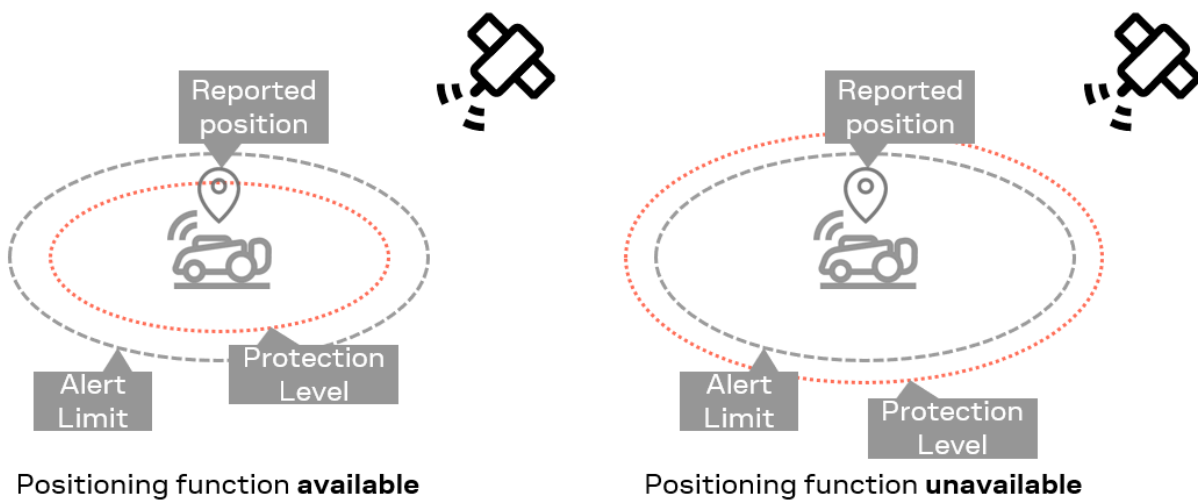 Reported
position
Alert
Limit
Protection
Level
Positioning function available
Reported
position
Alert
Limit
Protection
Level
Positioning function unavailable